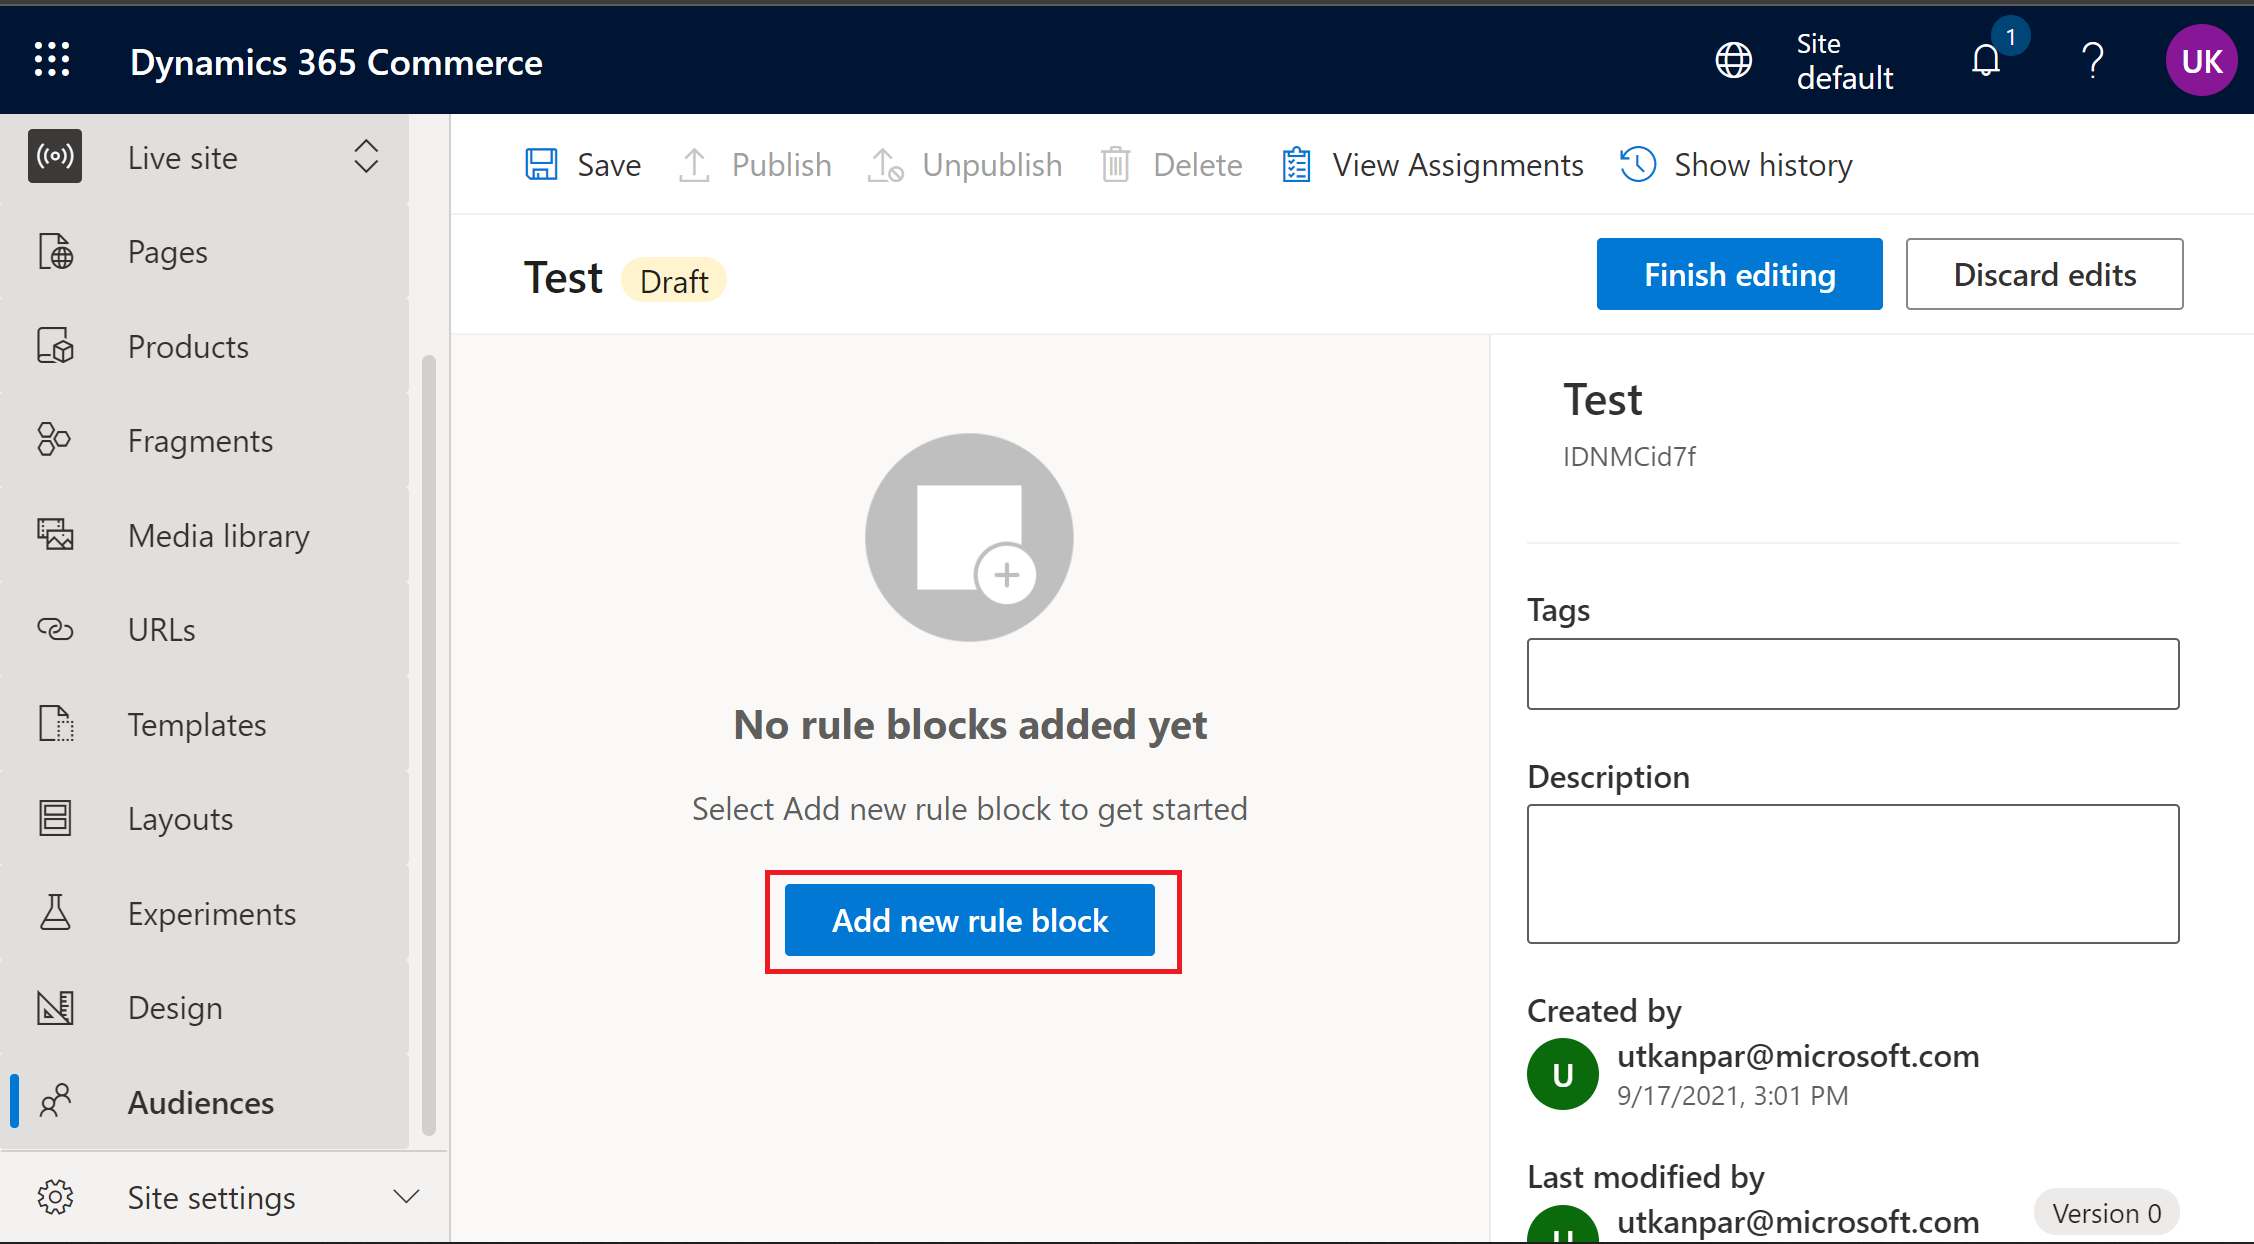 Dynamics 365 Commerce
Site
default
1
?
UK
Live site
Pages
Products
Fragments
Media library
URLs
Templates
Layouts
Experiments
Design
Audiences
Site settings
Save
Publish
Unpublish
Delete
View Assignments
Show history
Test
Draft
Finish editing
Discard edits
No rule blocks added yet
Select Add new rule block to get started
Add new rule block
Test
IDNMCid7f
Tags
Description
Created by
U
utkanpar@microsoft.com
9/17/2021, 3:01 PM
Last modified by
U
utkanpar@microsoft.com
Version 0